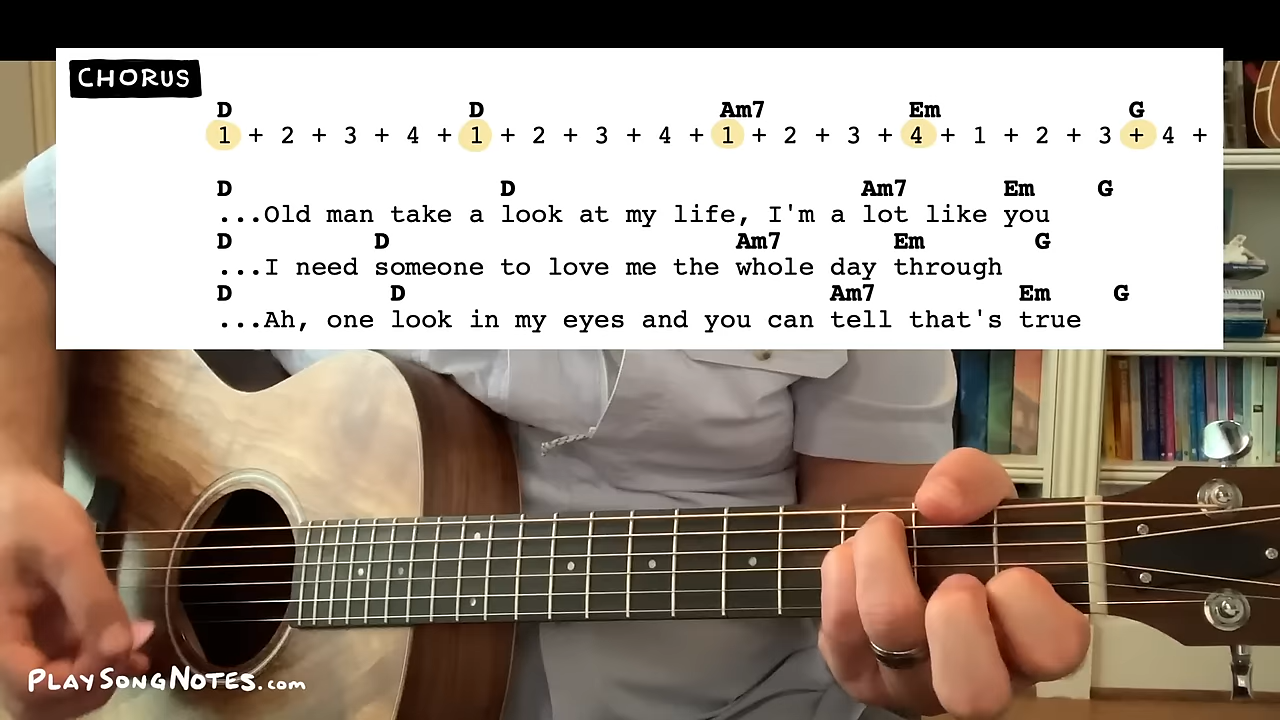 CHORUS
D D Am7 Em G
1 + 2 + 3 + 4 + 1 + 2 + 3 + 4 + 1 + 2 + 3 + 4 + 1 + 2 + 3 + 4 +
D D Am7 Em G
...Old man take a look at my life, I'm a lot like you
D D Am7 Em G
...I need someone to love me the whole day through
D D Am7 Em G
...Ah, one look in my eyes and you can tell that's true
PLAYSONGNOTES.COM